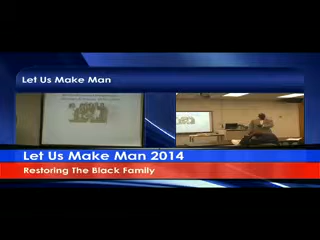 Let Us Make Man
Let Us Make Man 2014
Restoring The Black Family